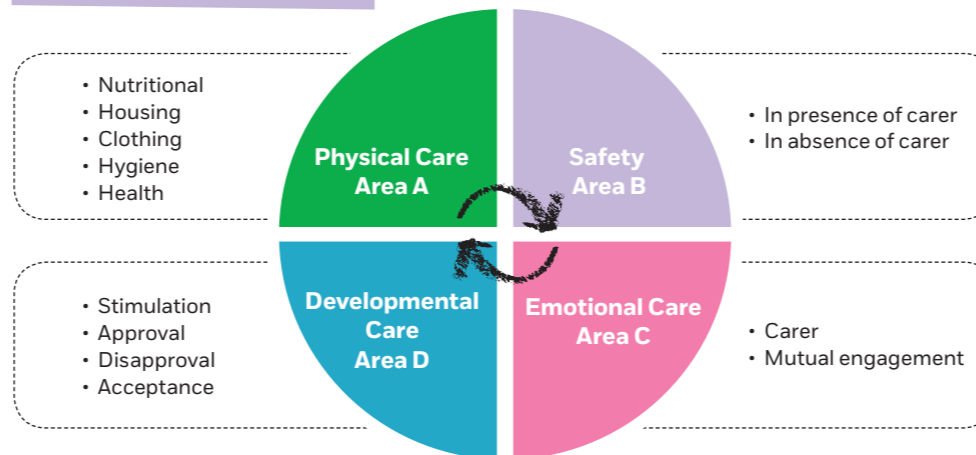 • Nutritional
• Housing
• Clothing
• Hygiene
• Health
Physical Care
Area A
Safety
Area B
• In presence of carer
• In absence of carer
• Stimulation
• Approval
• Disapproval
• Acceptance
Developmental
Care
Area D
Emotional Care
Area C
• Carer
• Mutual engagement